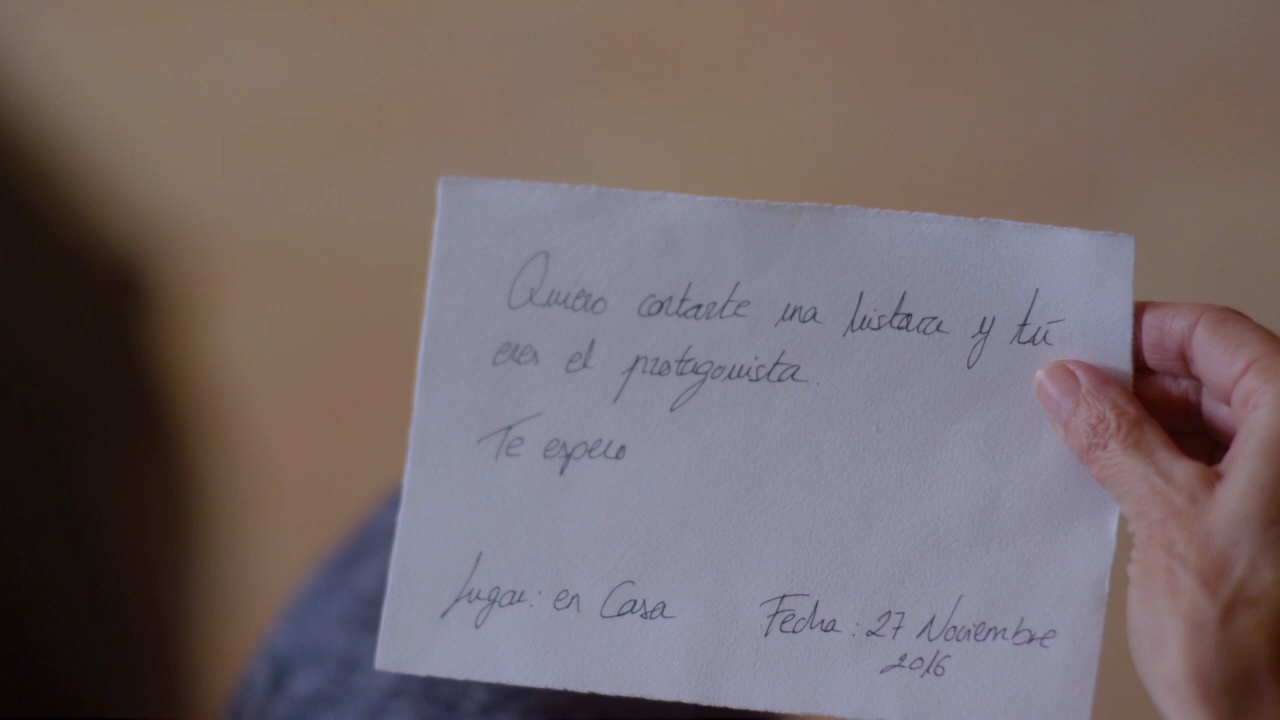 Quiero contarte una historia y tú
eres el protagonista.
Te espero
Lugar: en Casa
Fecha: 27 Noviembre
2016